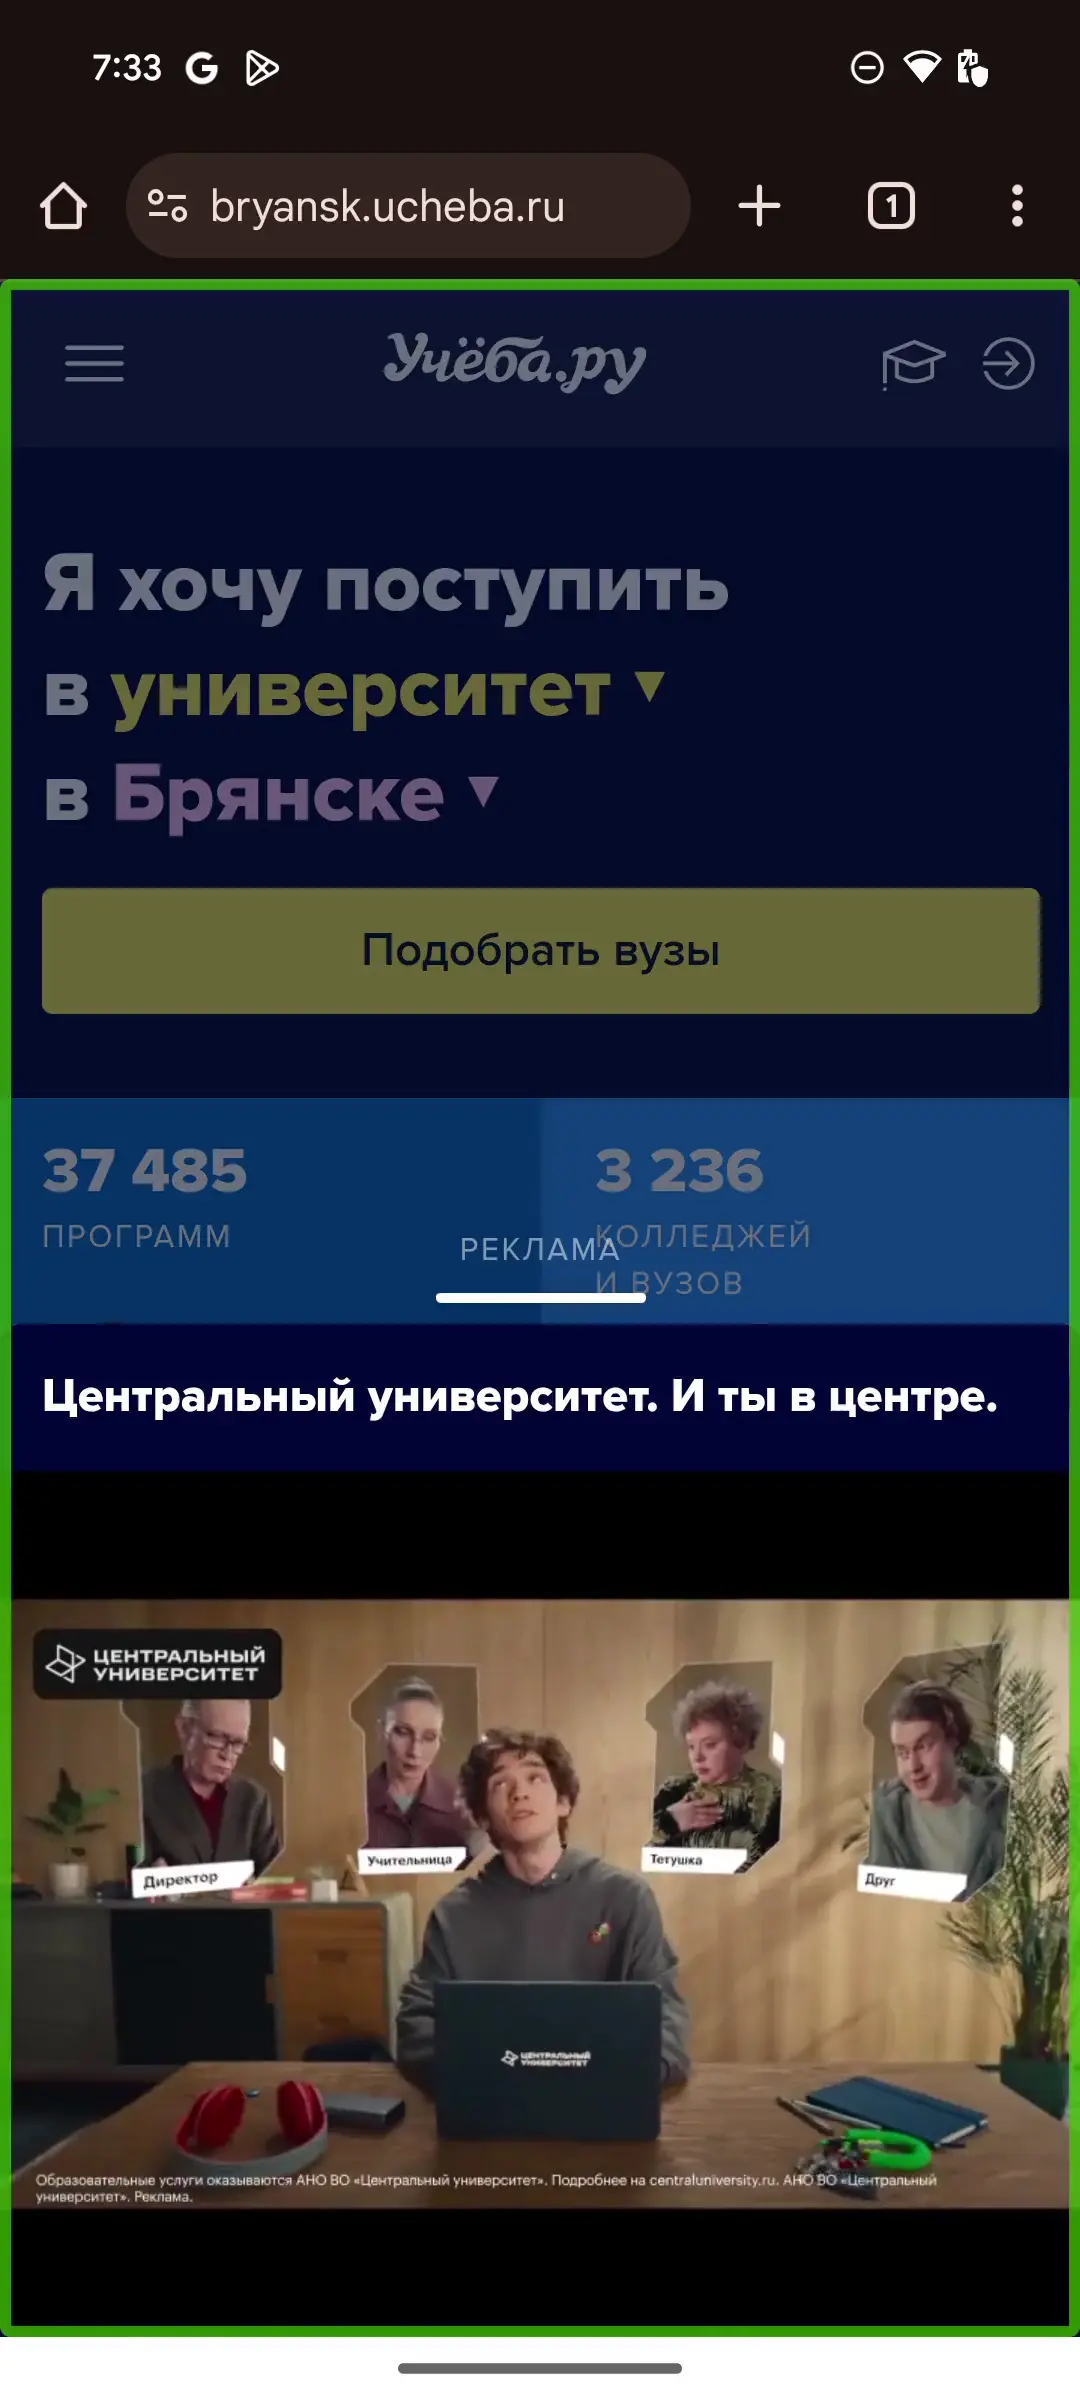 7:33
bryansk.ucheba.ru
1
Учёба.ру
Я хочу поступить
в университет
в Брянске
Подобрать вузы
37 485
ПРОГРАММ
3 236
КОЛЛЕДЖЕЙ
И ВУЗОВ
РЕКЛАМА
Центральный университет. И ты в центре.
ЦЕНТРАЛЬНЫЙ
УНИВЕРСИТЕТ
Директор
Учительница
Тетушка
Друг
ЦЕНТРАЛЬНЫЙ
УНИВЕРСИТЕТ
Образовательные услуги оказываются АНО ВО «Центральный университет». Подробнее на centraluniversity.ru. АНО ВО «Центральный
университет». Реклама.